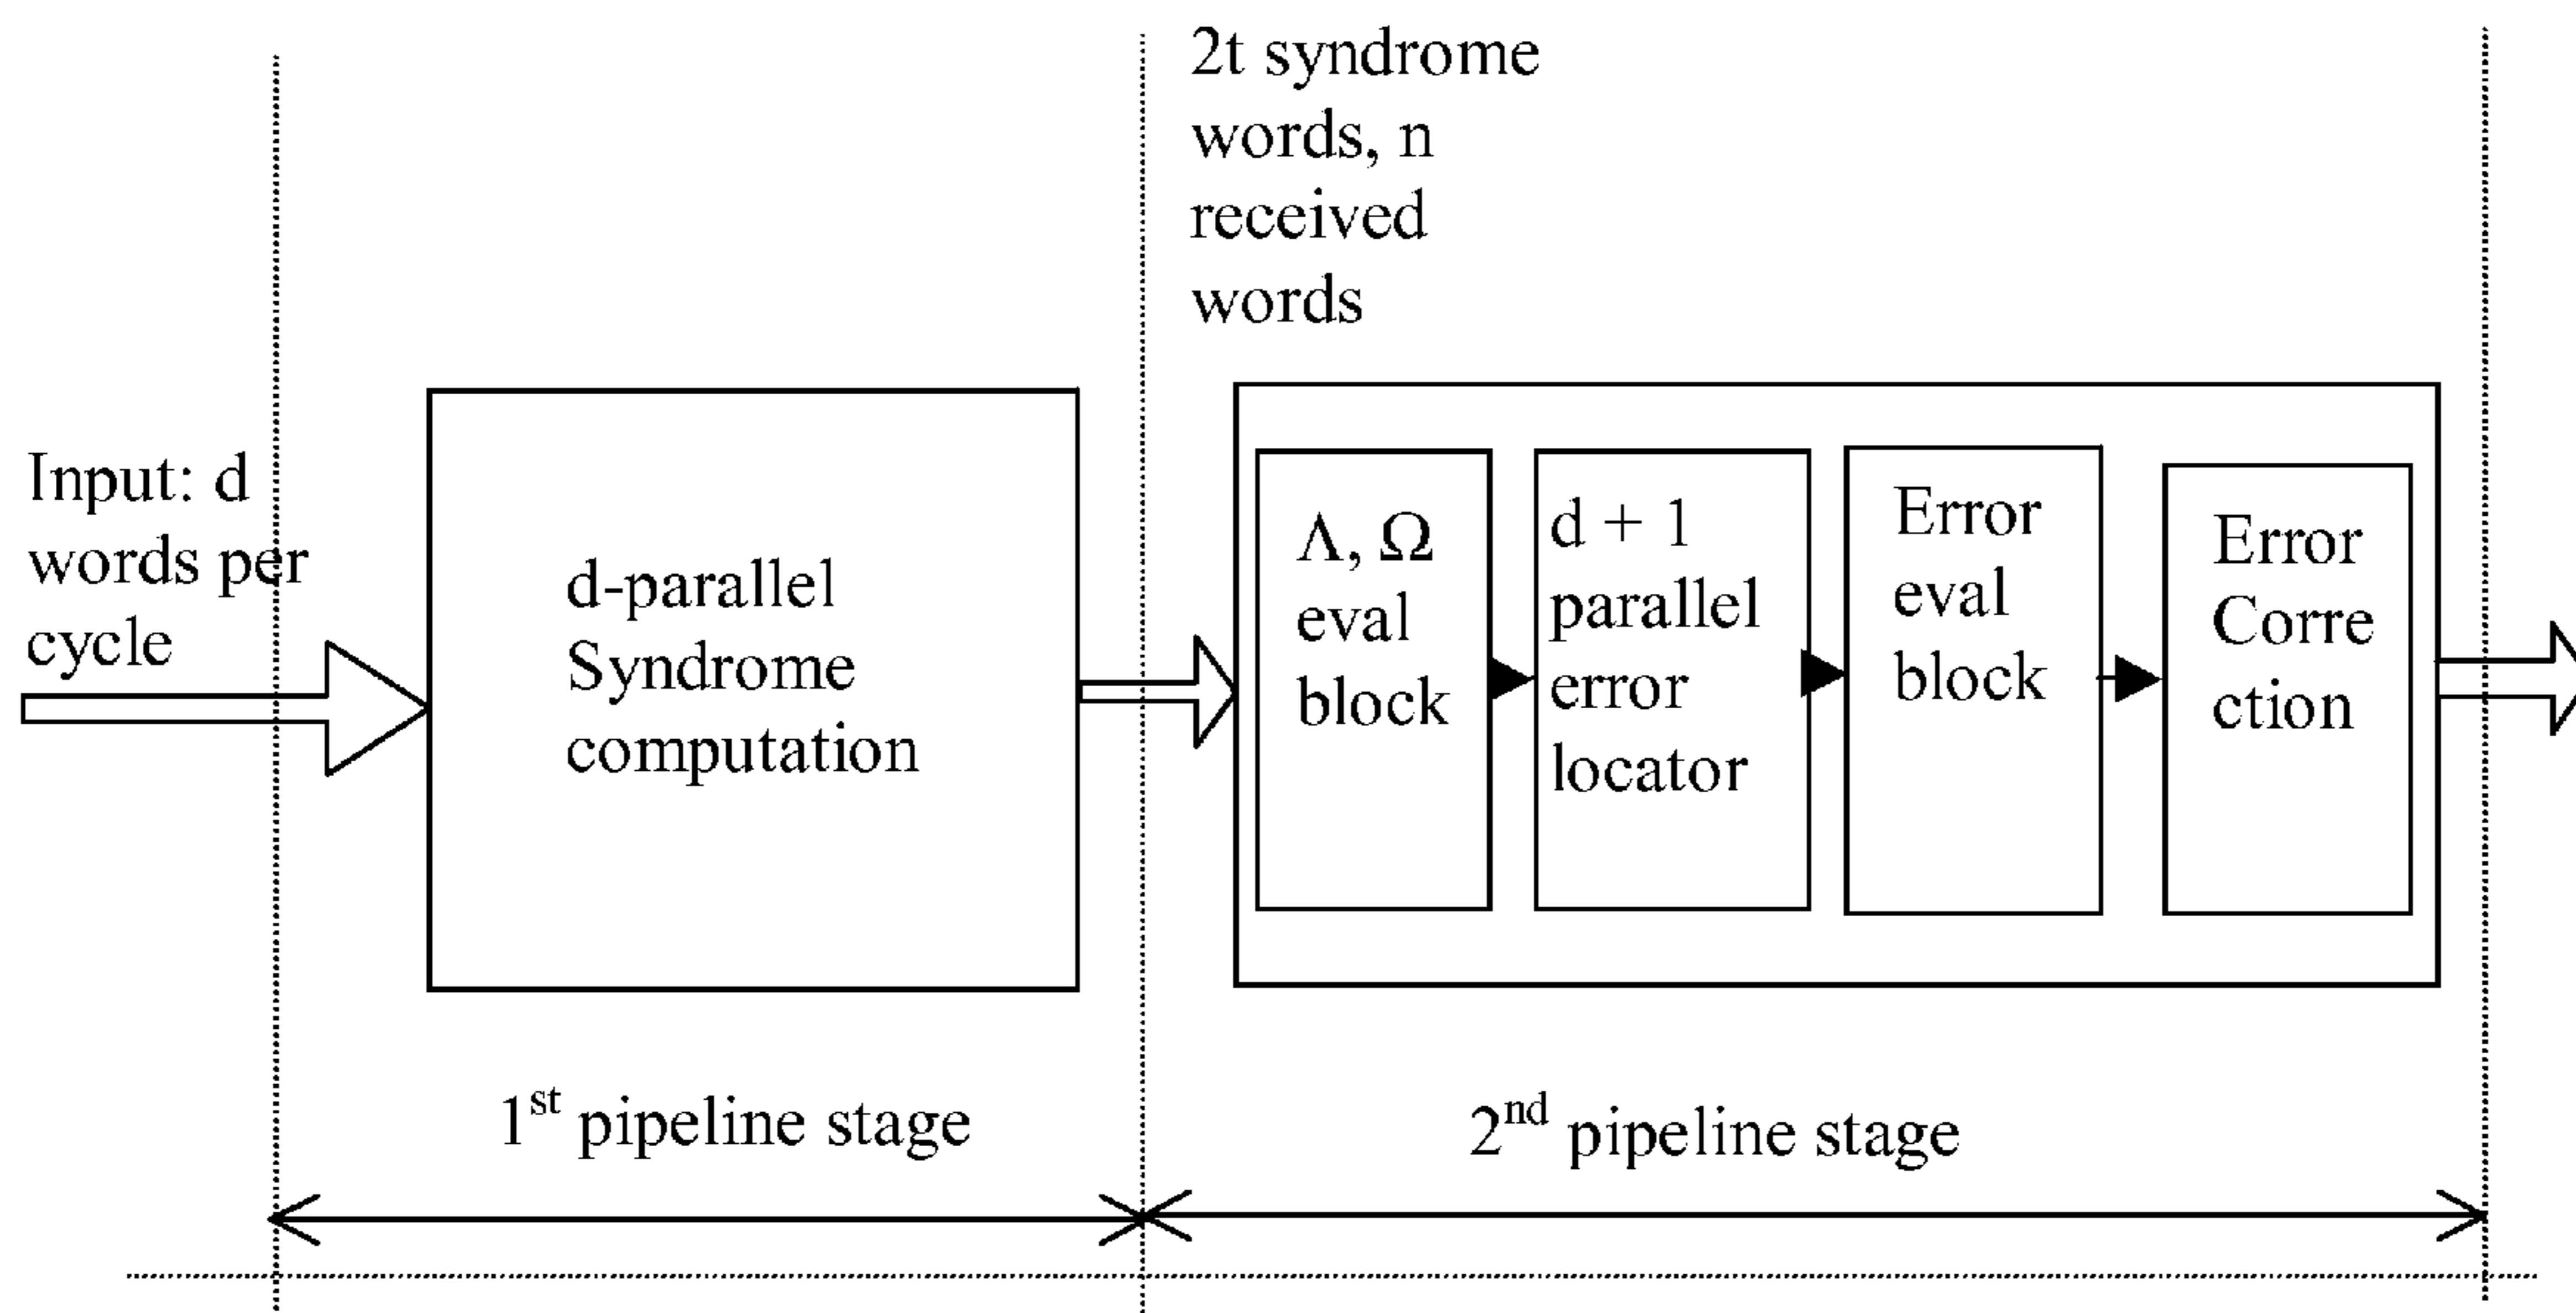 2t syndrome
words, n
received
words
Input: d
words per
cycle
d-parallel
Syndrome
computation
Λ, Ω
eval
block
d + 1
parallel
error
locator
Error
eval
block
Error
Corre
ction
1st pipeline stage
2nd pipeline stage